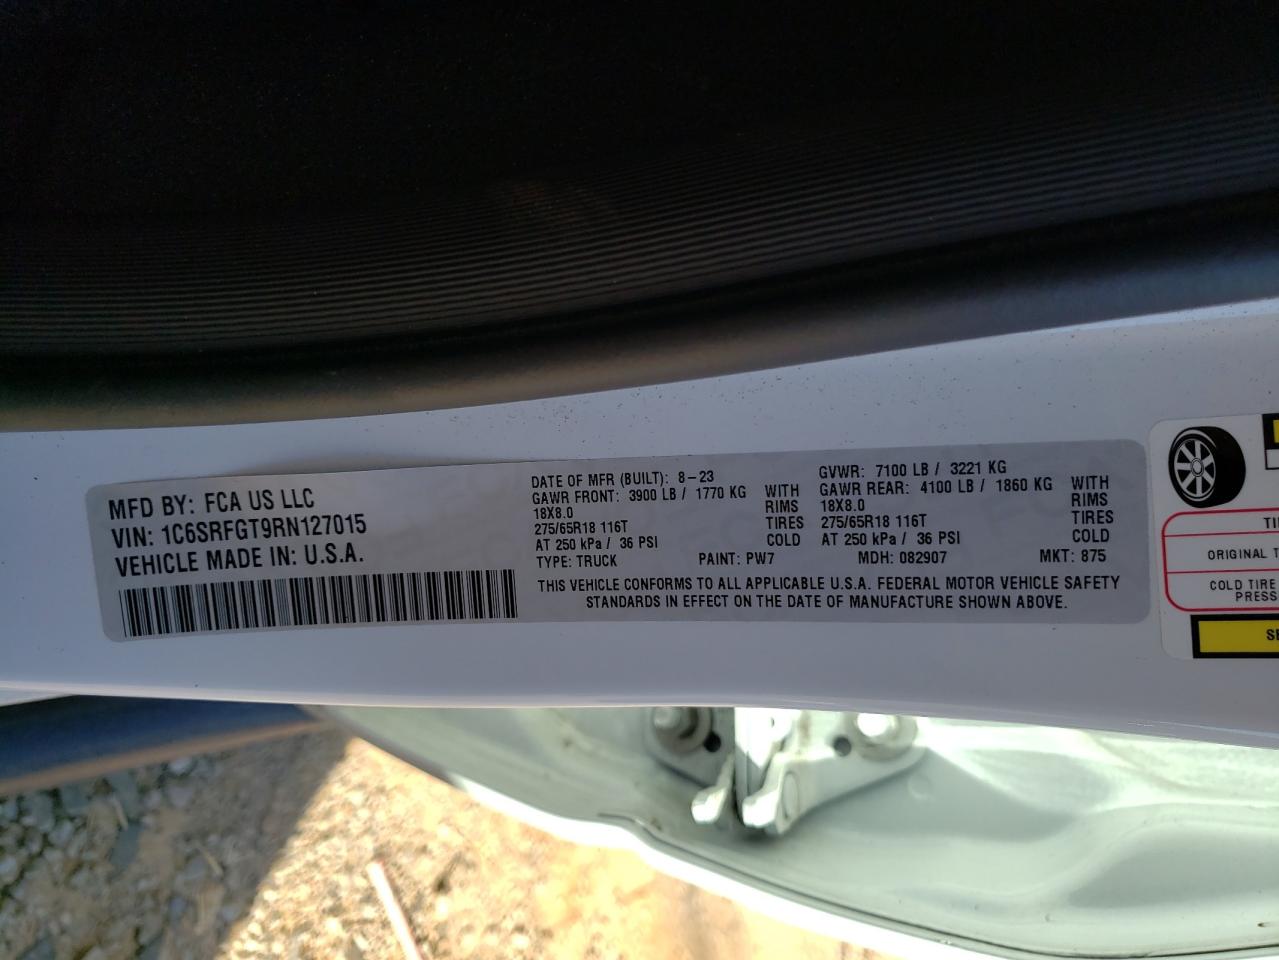 MFD BY: FCA US LLC
VIN: 1C6SRFGT9RN127015
VEHICLE MADE IN: U.S.A.
DATE OF MFR (BUILT): 8-23
GAWR FRONT: 3900 LB / 1770 KG WITH
18X8.0 RIMS
275/65R18 116T TIRES
AT 250 kPa / 36 PSI COLD
GVWR: 7100 LB / 3221 KG
GAWR REAR: 4100 LB / 1860 KG WITH
18X8.0 RIMS
275/65R18 116T TIRES
AT 250 kPa / 36 PSI COLD
TYPE: TRUCK PAINT: PW7 MDH: 082907 MKT: 875
THIS VEHICLE CONFORMS TO ALL APPLICABLE U.S.A. FEDERAL MOTOR VEHICLE SAFETY
STANDARDS IN EFFECT ON THE DATE OF MANUFACTURE SHOWN ABOVE.
ORIGINAL
COLD TIRE